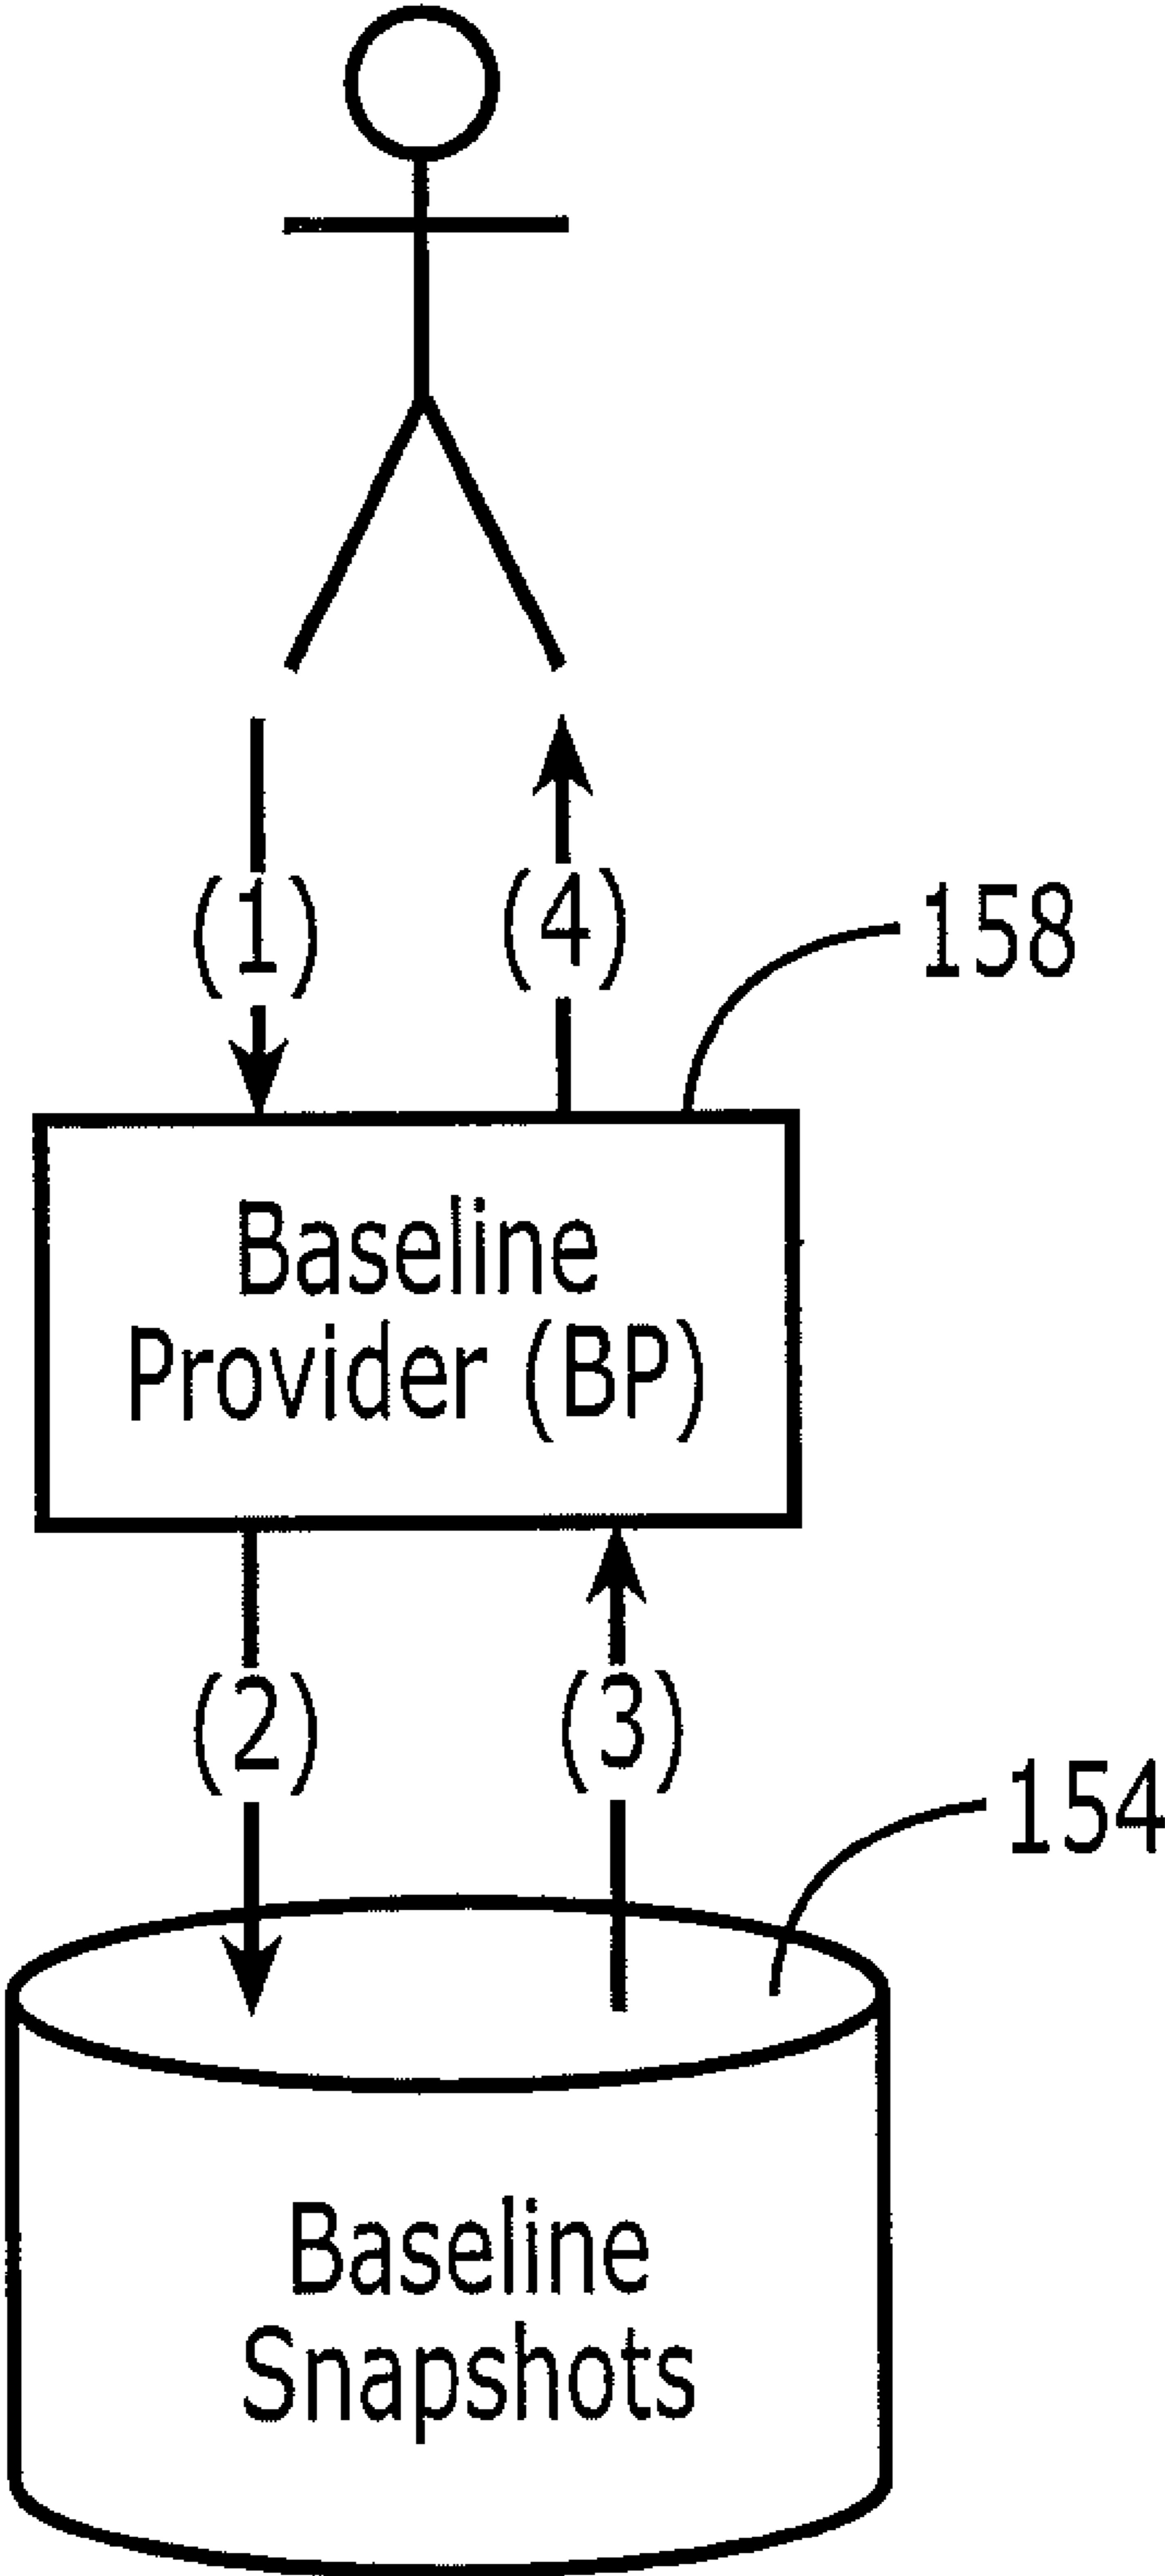 (1)
(4)
158
Baseline
Provider (BP)
(2)
(3)
154
Baseline
Snapshots